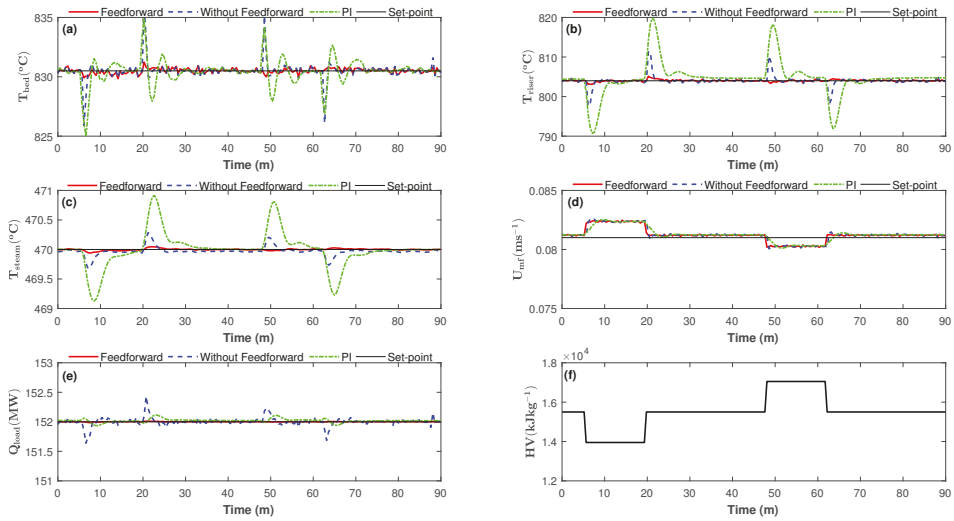 Feedforward Without Feedforward PI Set-point
(a)
T_bed(°C)
835
830
825
0 10 20 30 40 50 60 70 80 90
Time (m)
Feedforward Without Feedforward PI Set-point
(b)
T_riser(°C)
820
810
800
790
0 10 20 30 40 50 60 70 80 90
Time (m)
Feedforward Without Feedforward PI Set-point
(c)
T_steam(°C)
471
470.5
470
469.5
469
0 10 20 30 40 50 60 70 80 90
Time (m)
Feedforward Without Feedforward PI Set-point
(d)
U_mf(ms⁻¹)
0.085
0.08
0.075
0 10 20 30 40 50 60 70 80 90
Time (m)
Feedforward Without Feedforward PI Set-point
(e)
Q_load(MW)
153
152.5
152
151.5
151
0 10 20 30 40 50 60 70 80 90
Time (m)
×10⁴
(f)
HV(kJkg⁻¹)
1.8
1.6
1.4
1.2
0 10 20 30 40 50 60 70 80 90
Time (m)